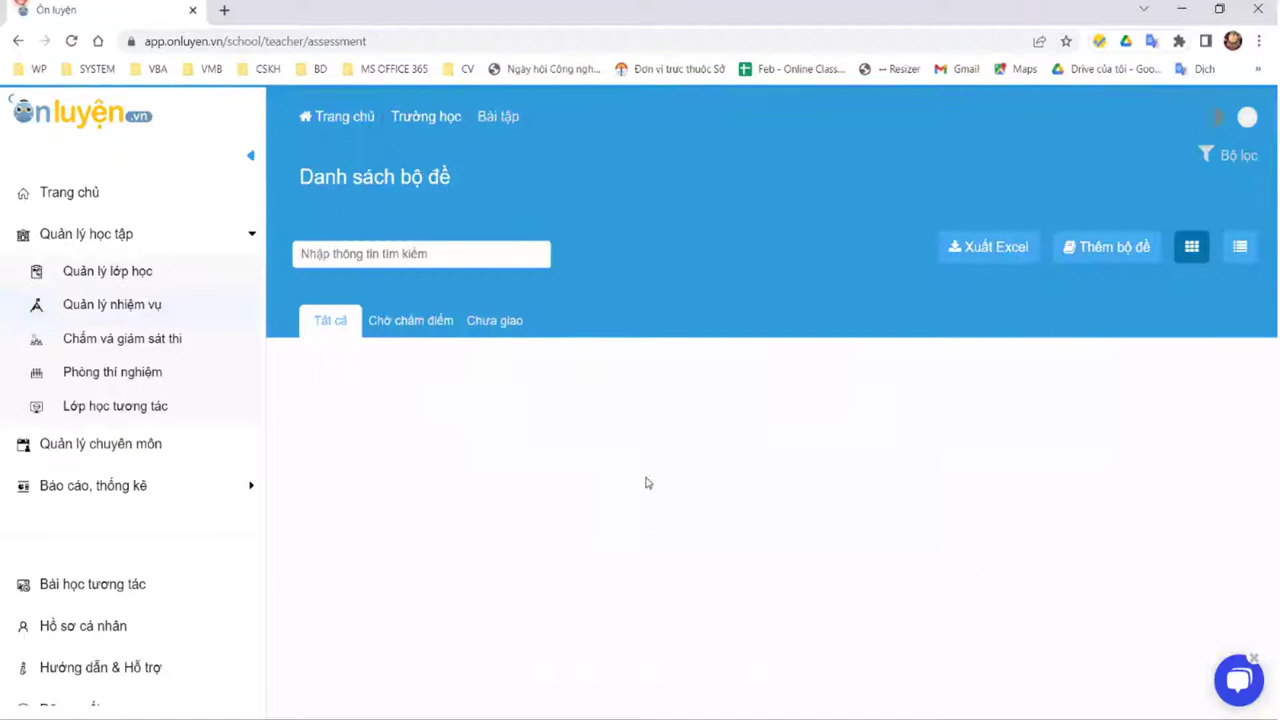 Ôn luyện
app.onluyen.vn/school/teacher/assessment
WP SYSTEM VBA VMB CSKH BD MS OFFICE 365 CV Ngày hội Công nghệ... Đơn vị trực thuộc Sở Feb - Online Class... -- Resizer Gmail Maps Drive của tôi - Goo... Dịch »
Ôn luyện .vn
Trang chủ Trường học Bài tập
Bộ lọc
Danh sách bộ đề
Trang chủ
Quản lý học tập
Nhập thông tin tìm kiếm
Xuất Excel Thêm bộ đề
Quản lý lớp học
Quản lý nhiệm vụ
Tất cả Chờ chấm điểm Chưa giao
Chấm và giám sát thi
Phòng thí nghiệm
Lớp học tương tác
Quản lý chuyên môn
Báo cáo, thống kê
Bài học tương tác
Hồ sơ cá nhân
Hướng dẫn & Hỗ trợ